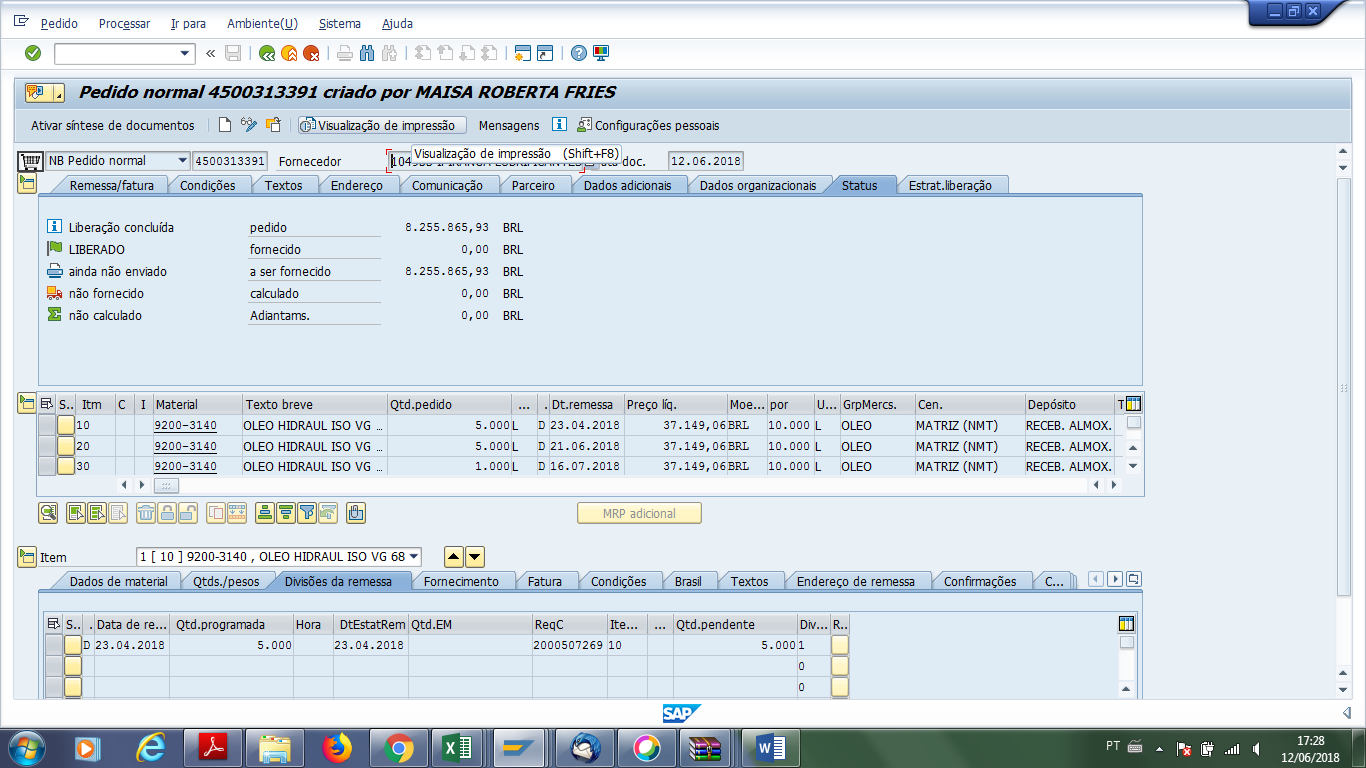 Pedido Processar Ir para Ambiente(U) Sistema Ajuda
Pedido normal 4500313391 criado por MAISA ROBERTA FRIES
Ativar síntese de documentos Visualização de impressão Mensagens Configurações pessoais
NB Pedido normal 4500313391 Fornecedor doc. 12.06.2018
Visualização de impressão (Shift+F8)
Remessa/fatura Condições Textos Endereço Comunicação Parceiro Dados adicionais Dados organizacionais Status Estrat.liberação
Liberação concluída pedido 8.255.865,93 BRL
LIBERADO fornecido 0,00 BRL
ainda não enviado a ser fornecido 8.255.865,93 BRL
não fornecido calculado 0,00 BRL
não calculado Adiantams. 0,00 BRL
S.. Itm C I Material Texto breve Qtd.pedido ... . Dt.remessa Preço líq. Moe... por U... GrpMercs. Cen. Depósito T
10 9200-3140 OLEO HIDRAUL ISO VG ... 5.000 L D 23.04.2018 37.149,06 BRL 10.000 L OLEO MATRIZ (NMT) RECEB. ALMOX.
20 9200-3140 OLEO HIDRAUL ISO VG ... 5.000 L D 21.06.2018 37.149,06 BRL 10.000 L OLEO MATRIZ (NMT) RECEB. ALMOX.
30 9200-3140 OLEO HIDRAUL ISO VG ... 1.000 L D 16.07.2018 37.149,06 BRL 10.000 L OLEO MATRIZ (NMT) RECEB. ALMOX.
MRP adicional
Item 1 [ 10 ] 9200-3140 , OLEO HIDRAUL ISO VG 68
Dados de material Qtds./pesos Divisões da remessa Fornecimento Fatura Condições Brasil Textos Endereço de remessa Confirmações C...
S.. . Data de re... Qtd.programada Hora DtEstatRem Qtd.EM ReqC Ite... ... Qtd.pendente Div... R..
D 23.04.2018 5.000 23.04.2018 2000507269 10 5.000 1
0
0
SAP
PT 17:28
12/06/2018